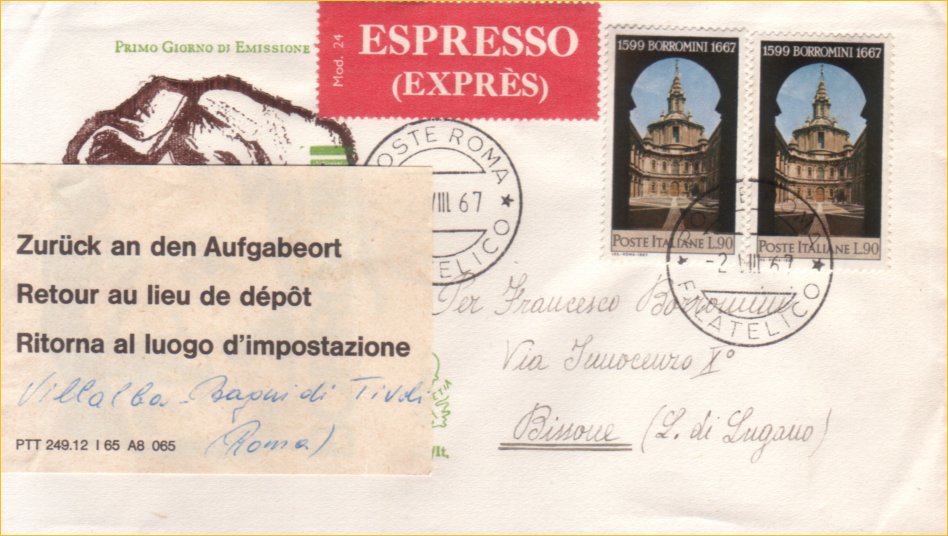 PRIMO GIORNO DI EMISSIONE
Mod. 24
ESPRESSO
(EXPRÈS)
1599 BORROMINI 1667
POSTE ITALIANE L.90
1599 BORROMINI 1667
POSTE ITALIANE L.90
POSTE ROMA
VIII 67
FILATELICO
-2 VIII 67
FILATELICO
Zurück an den Aufgabeort
Retour au lieu de dépôt
Ritorna al luogo d'impostazione
Villalba - Bagni di Tivoli
(Roma)
PTT 249.12 I 65 A8 065
/It.
Per Francesco Borromini
Via Innocenzo X°
Bissone (L. di Lugano)